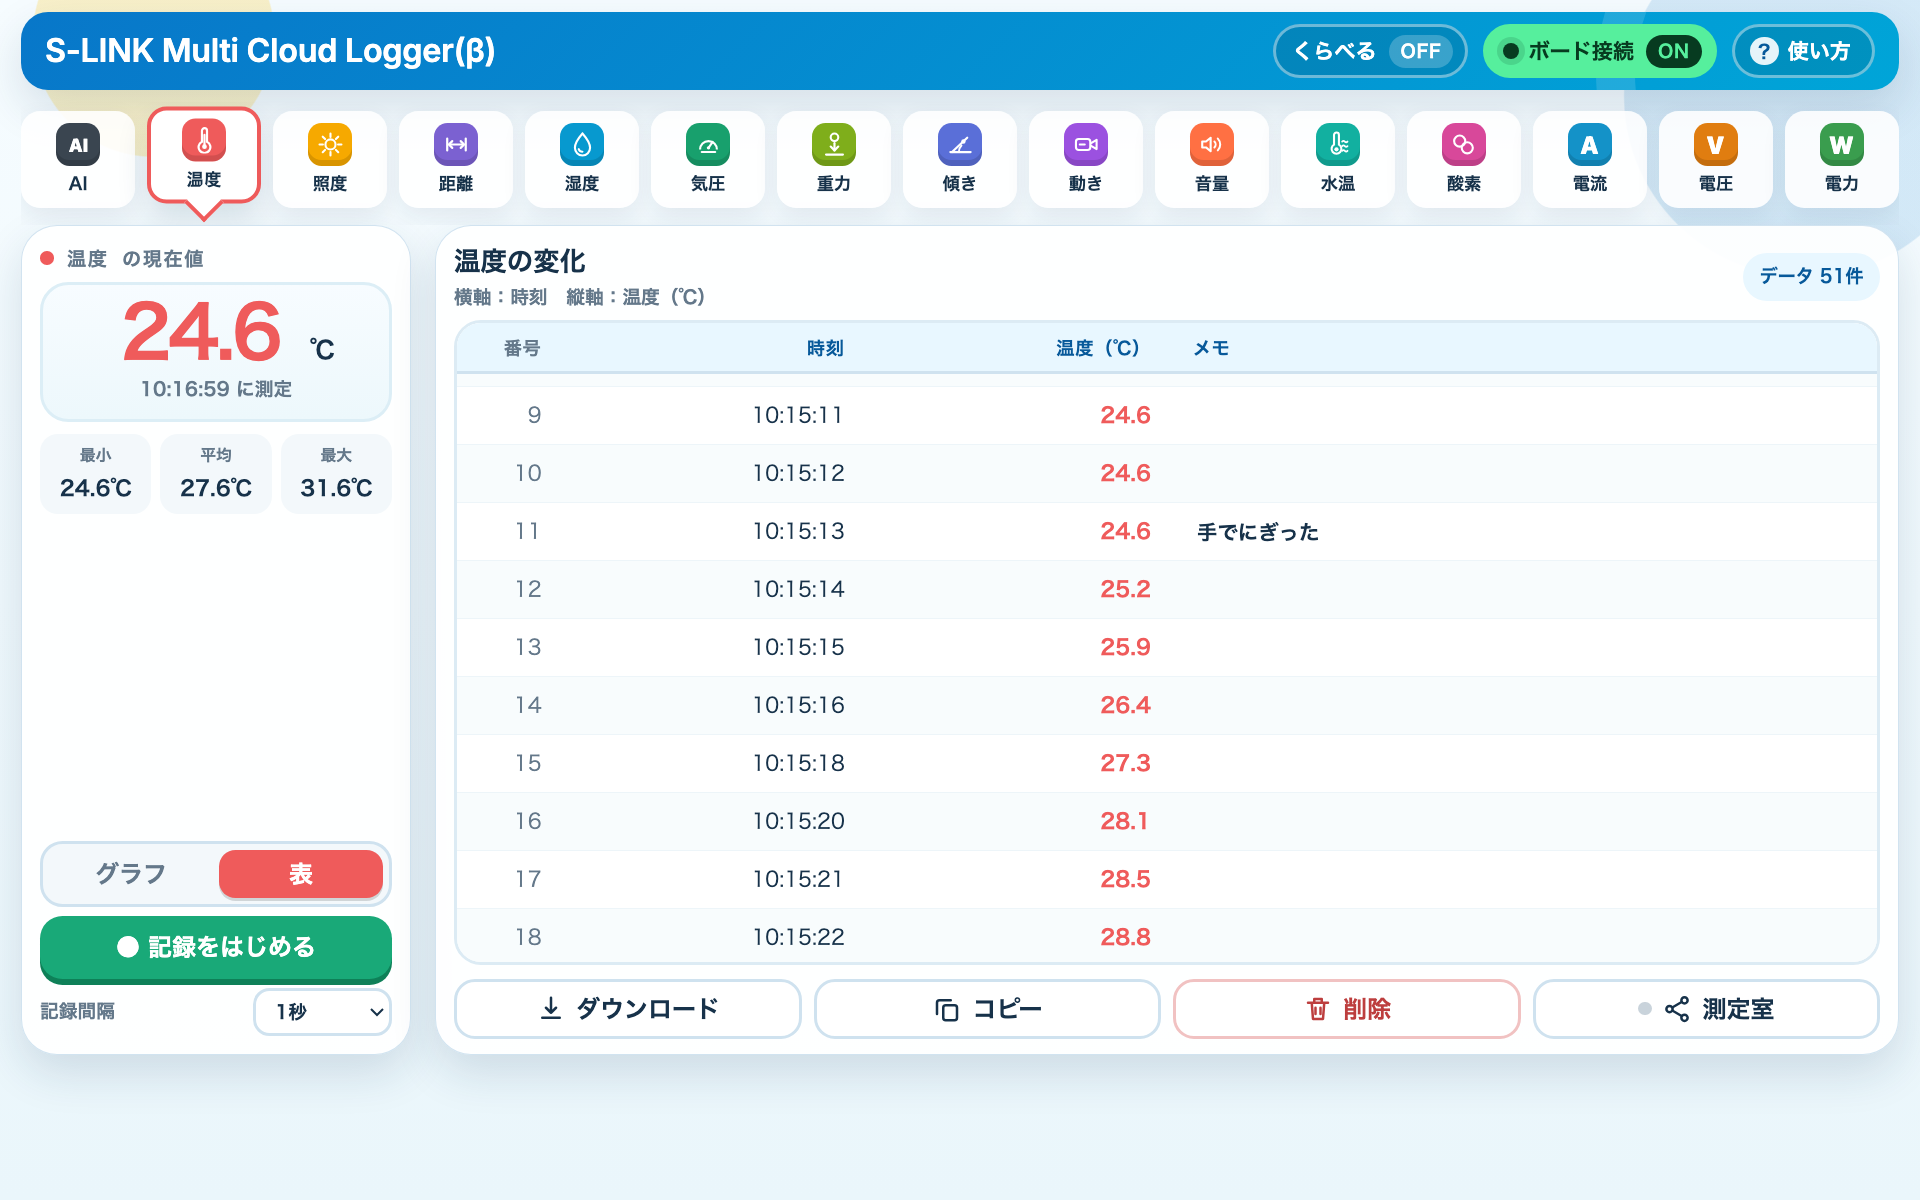 S-LINK Multi Cloud Logger(β)
くらべる OFF
ボード接続 ON
? 使い方
AI AI
温度
照度
距離
湿度
気圧
重力
傾き
動き
音量
水温
酸素
A 電流
V 電圧
W 電力
温度 の現在値
24.6 ℃
10:16:59 に測定
最小 平均 最大
24.6℃ 27.6℃ 31.6℃
グラフ 表
記録をはじめる
記録間隔 1秒
温度の変化
横軸：時刻 縦軸：温度（℃）
データ 51件
番号 時刻 温度（℃） メモ
9 10:15:11 24.6
10 10:15:12 24.6
11 10:15:13 24.6 手でにぎった
12 10:15:14 25.2
13 10:15:15 25.9
14 10:15:16 26.4
15 10:15:18 27.3
16 10:15:20 28.1
17 10:15:21 28.5
18 10:15:22 28.8
ダウンロード コピー 削除 測定室